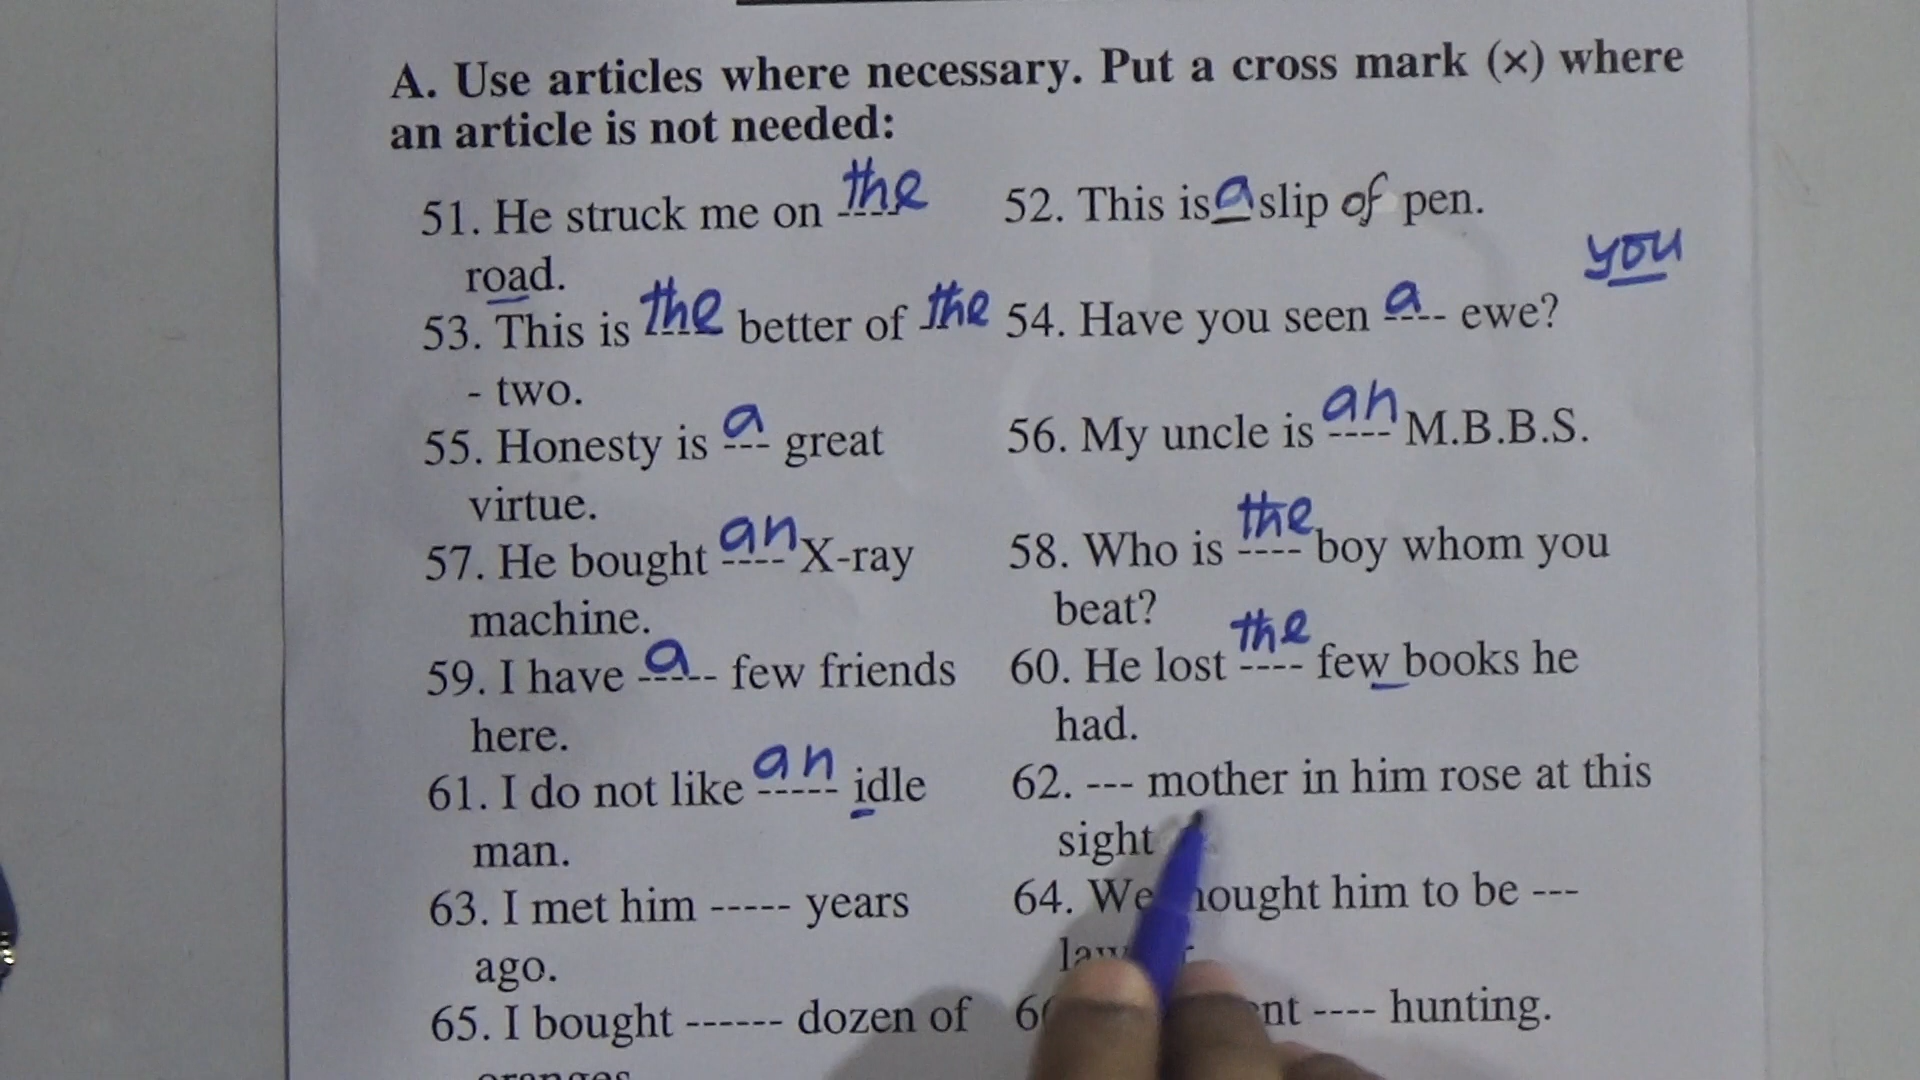 A. Use articles where necessary. Put a cross mark (×) where
an article is not needed:
51. He struck me on the
road.
52. This is a slip of pen.
you
53. This is the better of the
- two.
54. Have you seen a ---- ewe?
55. Honesty is a --- great
virtue.
56. My uncle is an ---- M.B.B.S.
57. He bought an ---- X-ray
machine.
58. Who is the ---- boy whom you
beat?
59. I have a ----- few friends
here.
60. He lost the ---- few books he
had.
61. I do not like an ----- idle
man.
62. --- mother in him rose at this
sight
63. I met him ----- years
ago.
64. We him to be ---
65. I bought ------ dozen of
oranges
---- hunting.